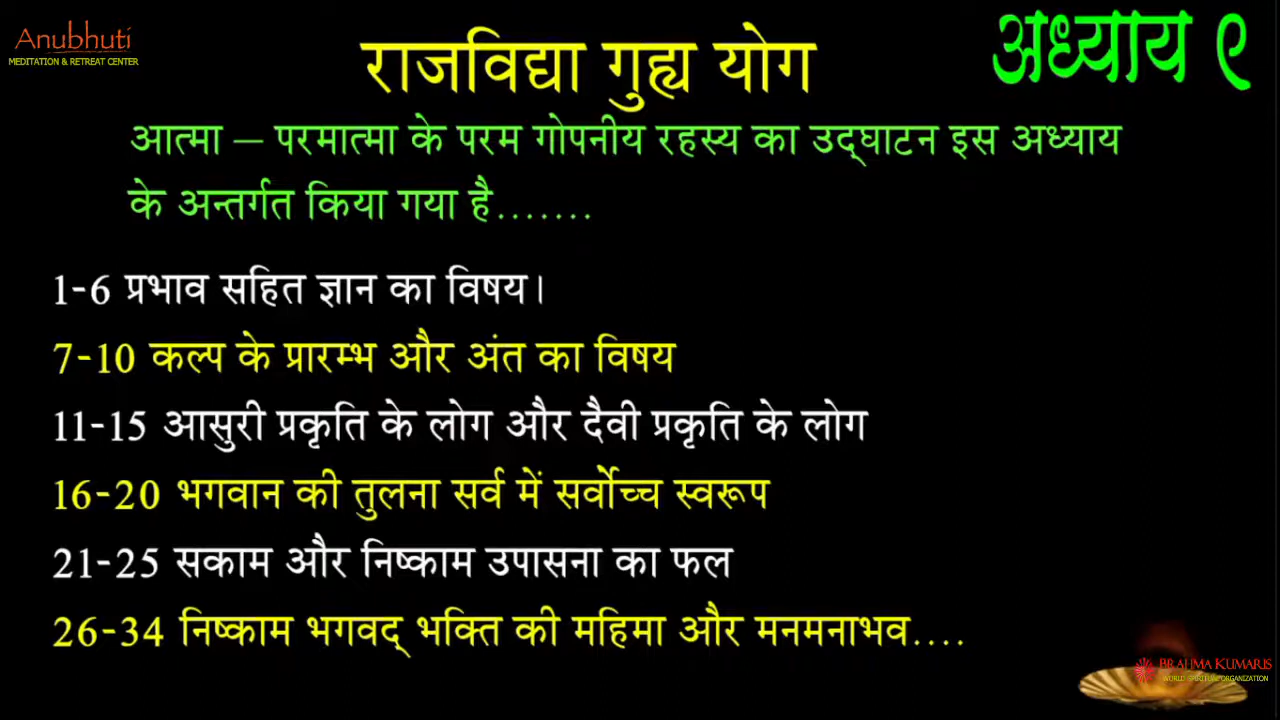 Anubhuti
MEDITATION & RETREAT CENTER
राजविद्या गुह्य योग
अध्याय ९
आत्मा – परमात्मा के परम गोपनीय रहस्य का उद्‌घाटन इस अध्याय
के अन्तर्गत किया गया है.......
1-6 प्रभाव सहित ज्ञान का विषय।
7-10 कल्प के प्रारम्भ और अंत का विषय
11-15 आसुरी प्रकृति के लोग और दैवी प्रकृति के लोग
16-20 भगवान की तुलना सर्व में सर्वोच्च स्वरूप
21-25 सकाम और निष्काम उपासना का फल
26-34 निष्काम भगवद् भक्ति की महिमा और मनमनाभव....
BRAHMA KUMARIS
WORLD SPIRITUAL ORGANIZATION